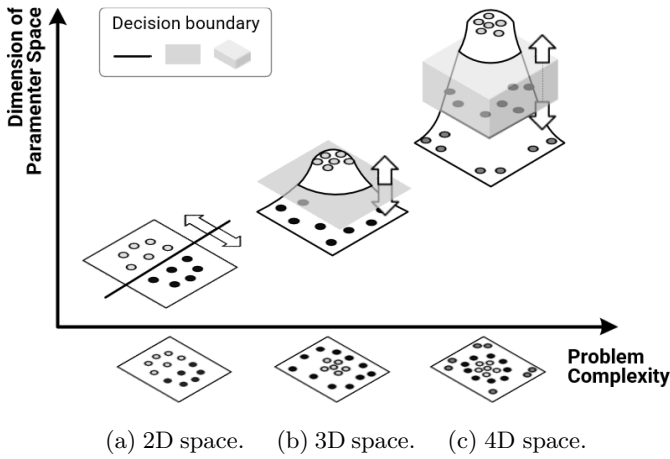 Dimension of
Paramenter Space
Decision boundary
Problem
Complexity
(a) 2D space.
(b) 3D space.
(c) 4D space.